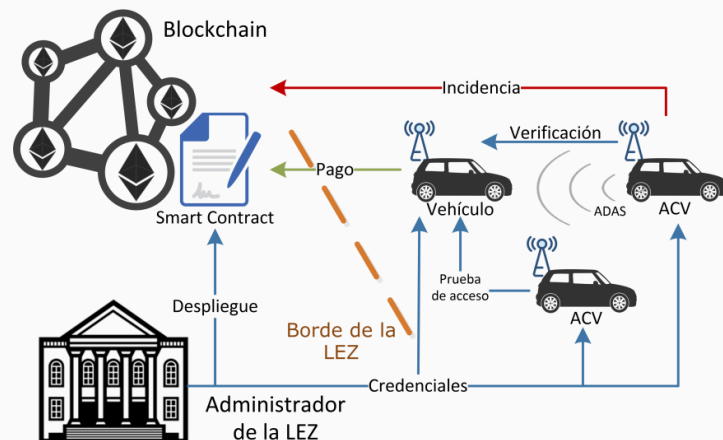 Blockchain
Incidencia
Verificación
Pago
Smart Contract
Vehículo
ADAS
ACV
Prueba
de acceso
Despliegue
ACV
Borde de la
LEZ
Credenciales
Administrador
de la LEZ